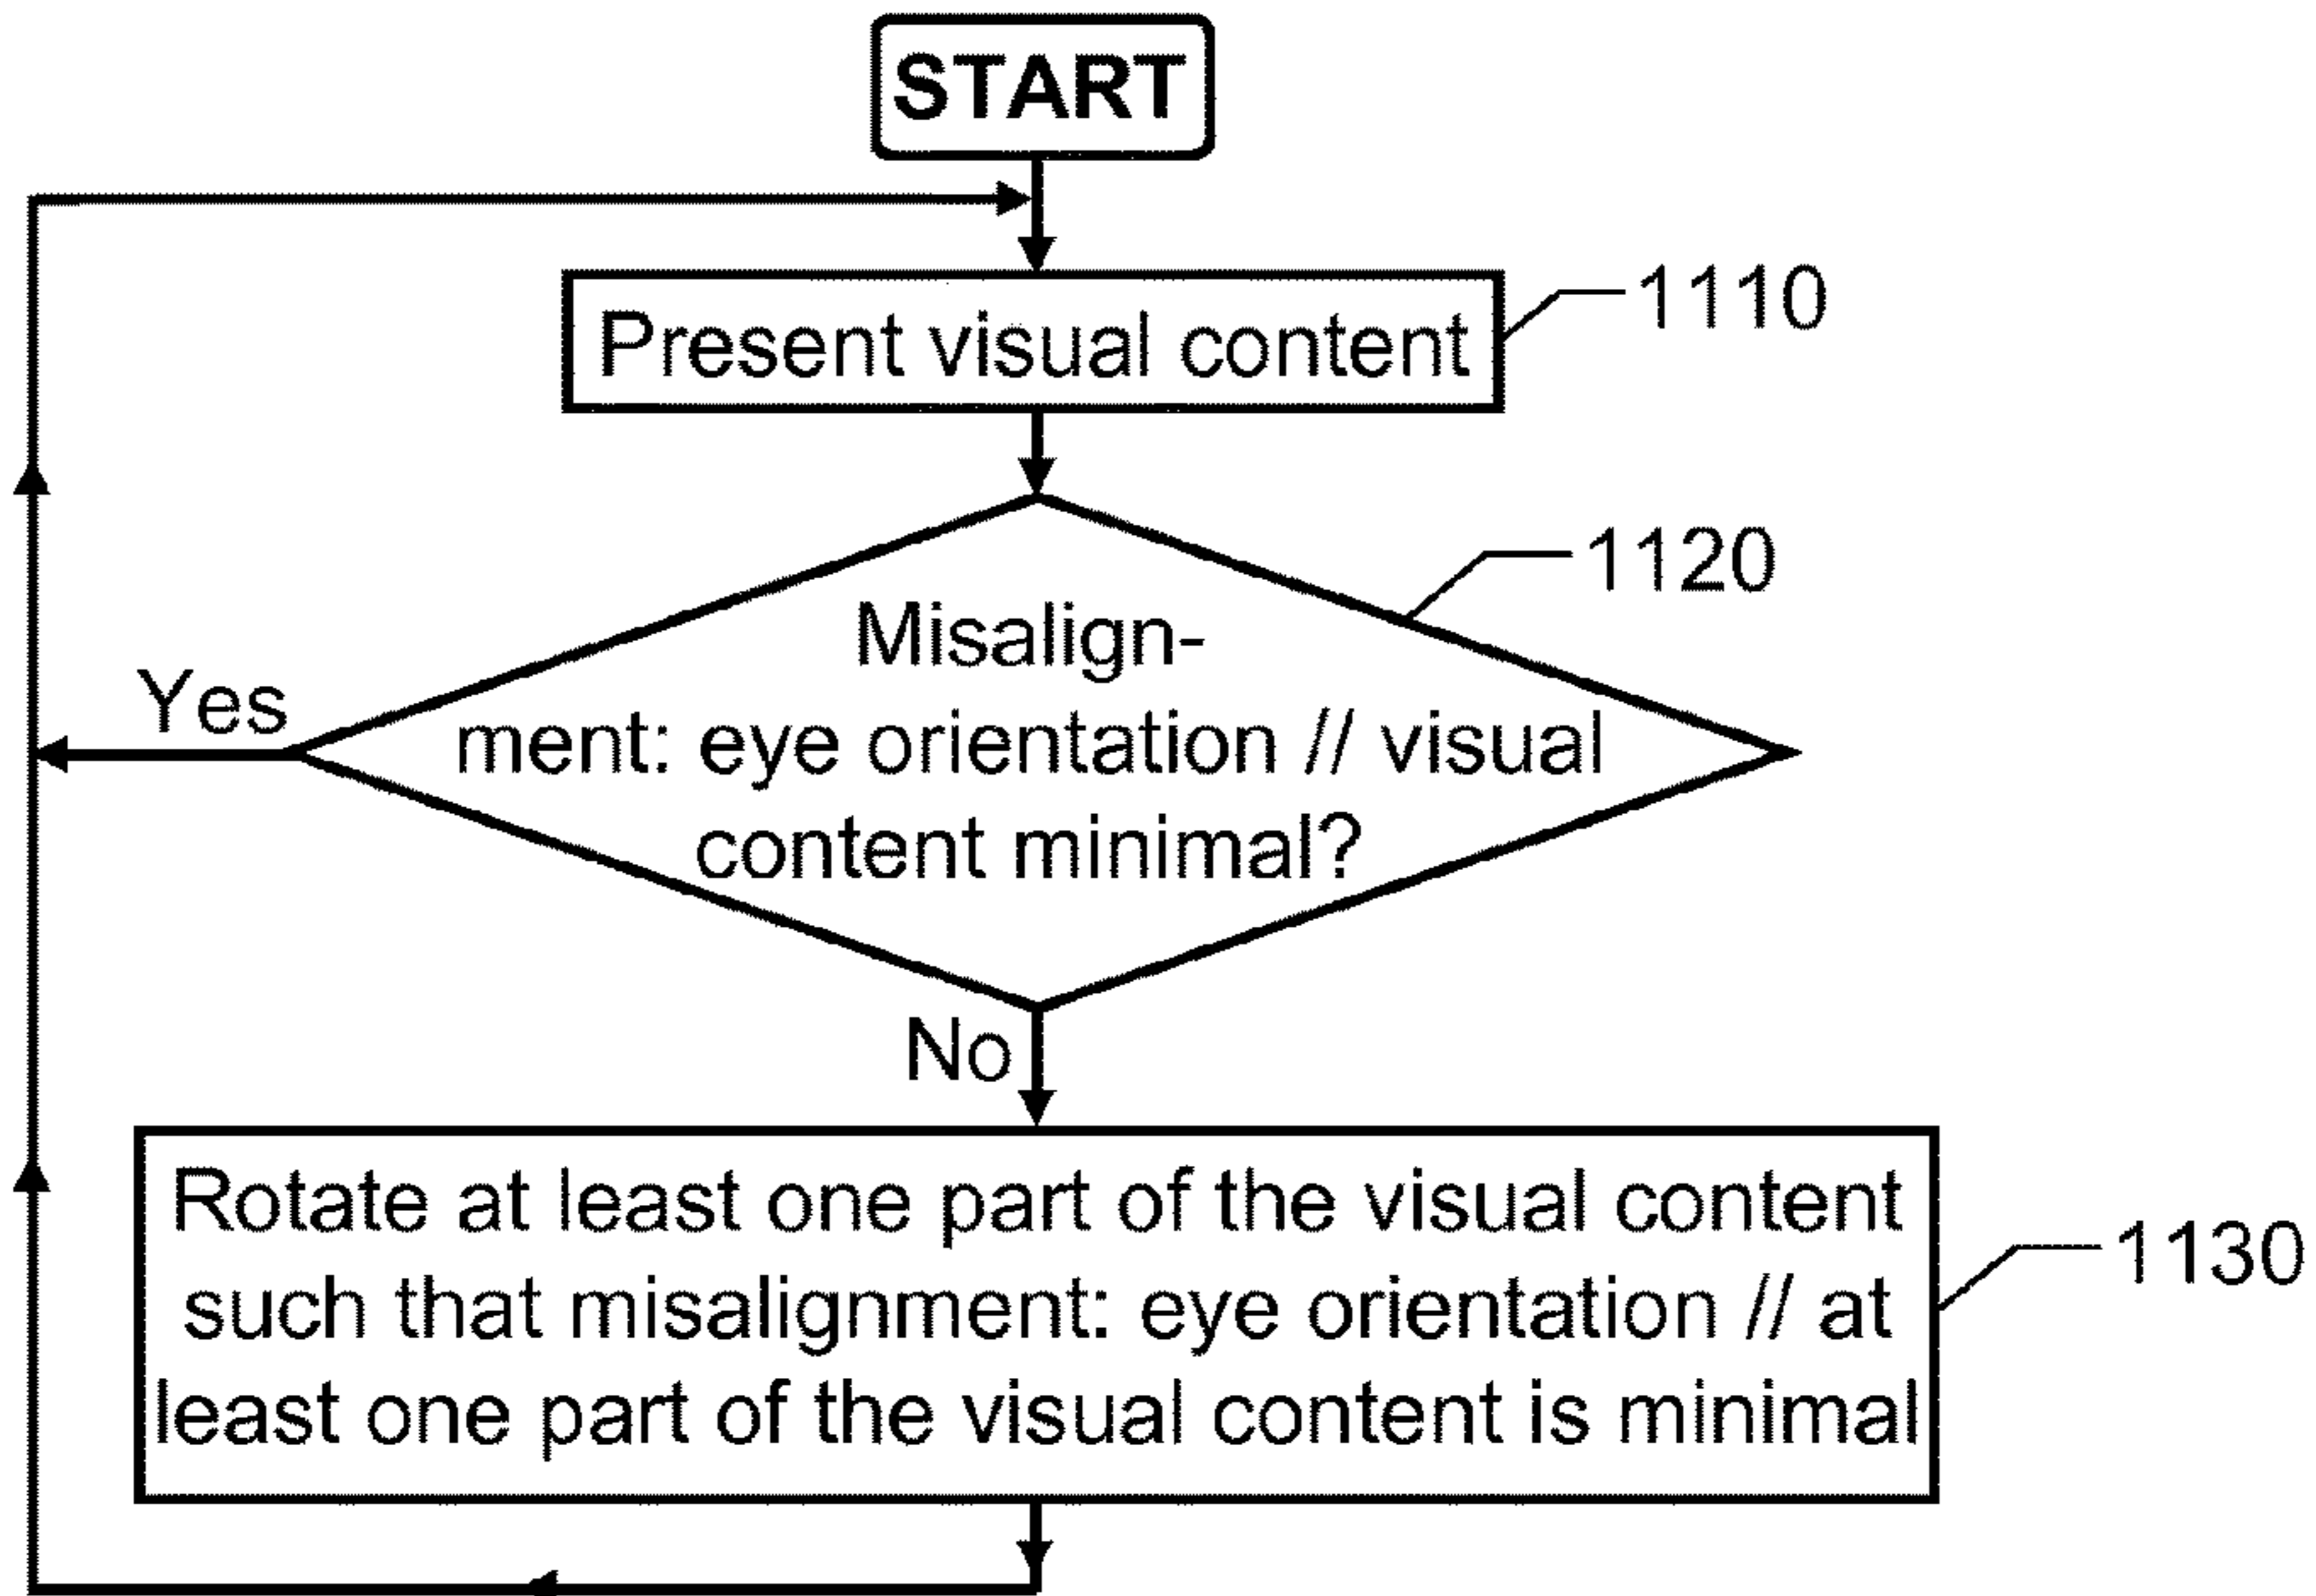 START
Present visual content
1110
1120
Misalign-
Yes
ment: eye orientation // visual
content minimal?
No
Rotate at least one part of the visual content
such that misalignment: eye orientation // at
least one part of the visual content is minimal
1130